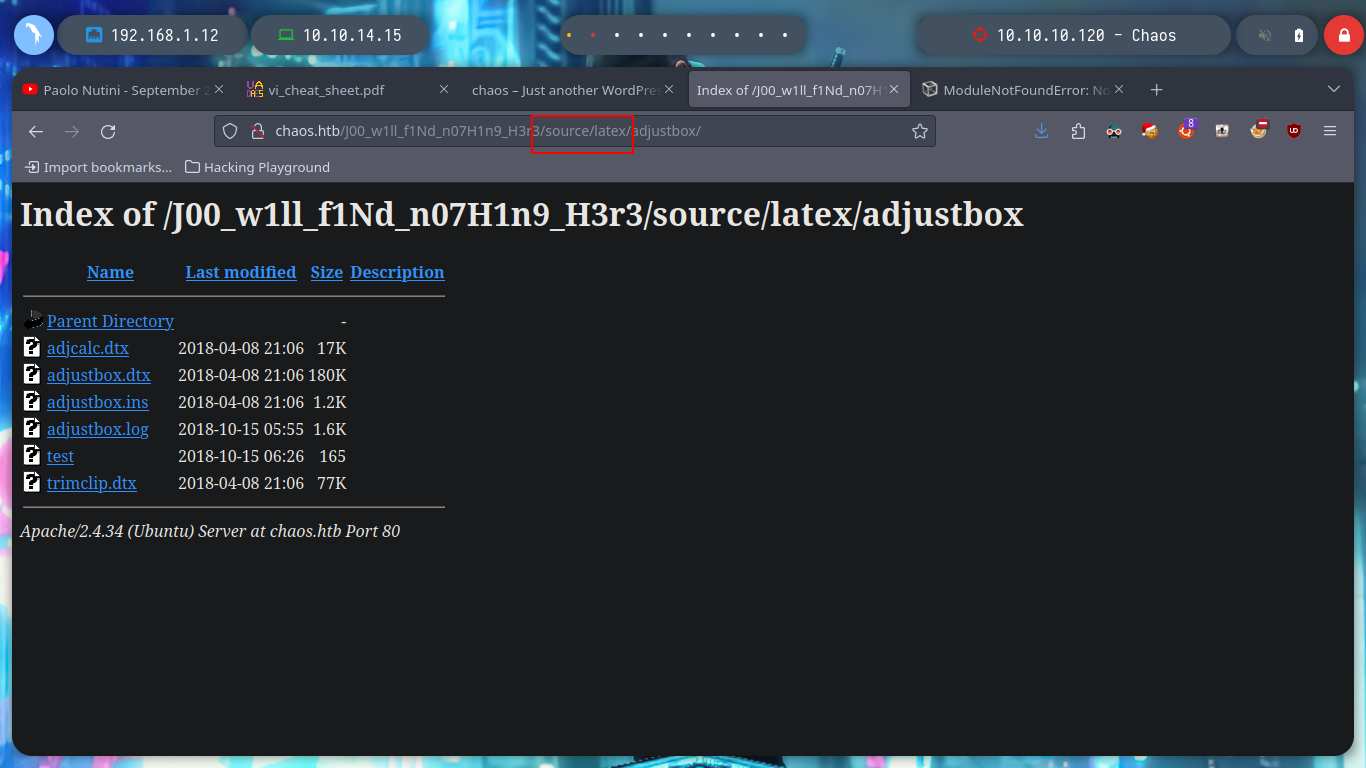 192.168.1.12
10.10.14.15
10.10.10.120 - Chaos
Paolo Nutini - September 2
vi_cheat_sheet.pdf
chaos – Just another WordPres
Index of /J00_w1ll_f1Nd_n07H1
ModuleNotFoundError: No
chaos.htb/J00_w1ll_f1Nd_n07H1n9_H3r3/source/latex/adjustbox/
8
Import bookmarks...
Hacking Playground
Index of /J00_w1ll_f1Nd_n07H1n9_H3r3/source/latex/adjustbox
Name Last modified Size Description
Parent Directory -
adjcalc.dtx 2018-04-08 21:06 17K
adjustbox.dtx 2018-04-08 21:06 180K
adjustbox.ins 2018-04-08 21:06 1.2K
adjustbox.log 2018-10-15 05:55 1.6K
test 2018-10-15 06:26 165
trimclip.dtx 2018-04-08 21:06 77K
Apache/2.4.34 (Ubuntu) Server at chaos.htb Port 80